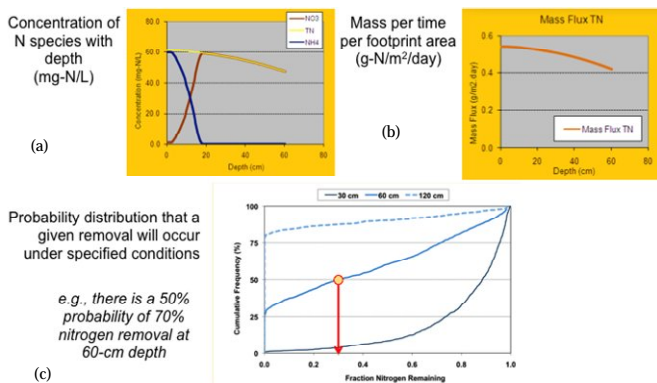 Concentration of
N species with
depth
(mg-N/L)
(a)
NO3
TN
NH4
Concentration (mg-N/L)
80.0
60.0
40.0
20.0
0.0
0 20 40 60 80
Depth (cm)
Mass per time
per footprint area
(g-N/m²/day)
(b)
Mass Flux TN
Mass Flux (g/m2 day)
0.6
0.4
0.2
0.0
Mass Flux TN
0 20 40 60 80
Depth (cm)
Probability distribution that a
given removal will occur
under specified conditions
e.g., there is a 50%
probability of 70%
nitrogen removal at
60-cm depth
(c)
30 cm 60 cm 120 cm
Cumulative Frequency (%)
100
75
50
25
0
0.0 0.2 0.4 0.6 0.8 1.0
Fraction Nitrogen Remaining